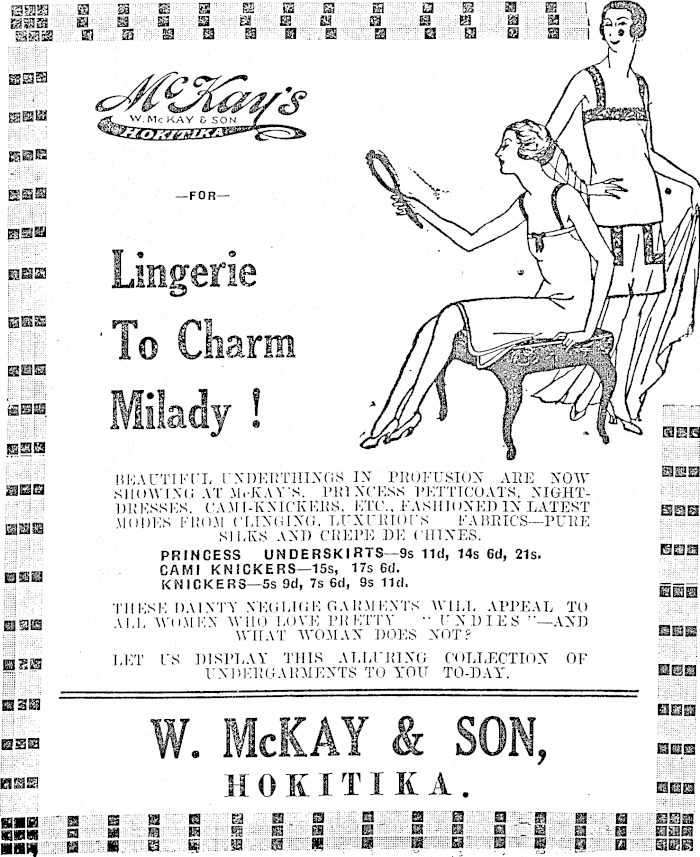 McKay's
W. McKAY & SON
HOKITIKA
—FOR—
Lingerie
To Charm
Milady !
BEAUTIFUL UNDERTHINGS IN PROFUSION ARE NOW
SHOWING AT McKAY'S. PRINCESS PETTICOATS, NIGHT-
DRESSES, CAMI-KNICKERS, ETC., FASHIONED IN LATEST
MODES FROM CLINGING, LUXURIOUS FABRICS—PURE
SILKS AND CREPE DE CHINES.
PRINCESS UNDERSKIRTS—9s 11d, 14s 6d, 21s.
CAMI KNICKERS—15s, 17s 6d.
KNICKERS—5s 9d, 7s 6d, 9s 11d.
THESE DAINTY NEGLIGE GARMENTS WILL APPEAL TO
ALL WOMEN WHO LOVE PRETTY "UNDIES"—AND
WHAT WOMAN DOES NOT?
LET US DISPLAY THIS ALLURING COLLECTION OF
UNDERGARMENTS TO YOU TO-DAY.
W. McKAY & SON,
HOKITIKA.